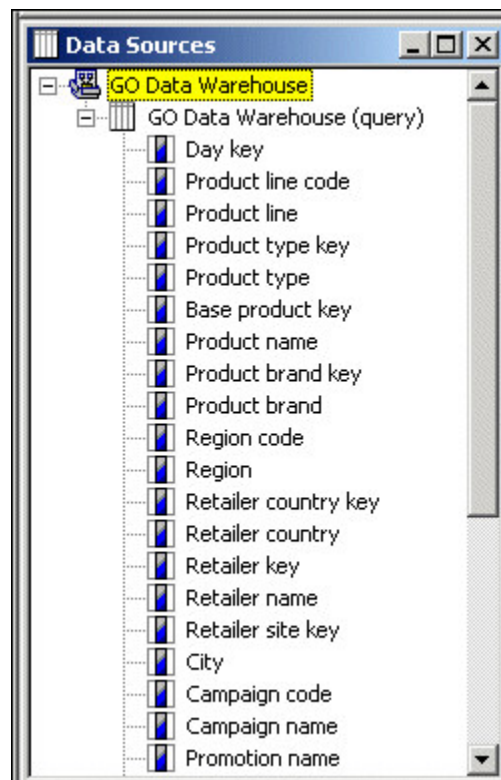 Data Sources
GO Data Warehouse
GO Data Warehouse (query)
Day key
Product line code
Product line
Product type key
Product type
Base product key
Product name
Product brand key
Product brand
Region code
Region
Retailer country key
Retailer country
Retailer key
Retailer name
Retailer site key
City
Campaign code
Campaign name
Promotion name